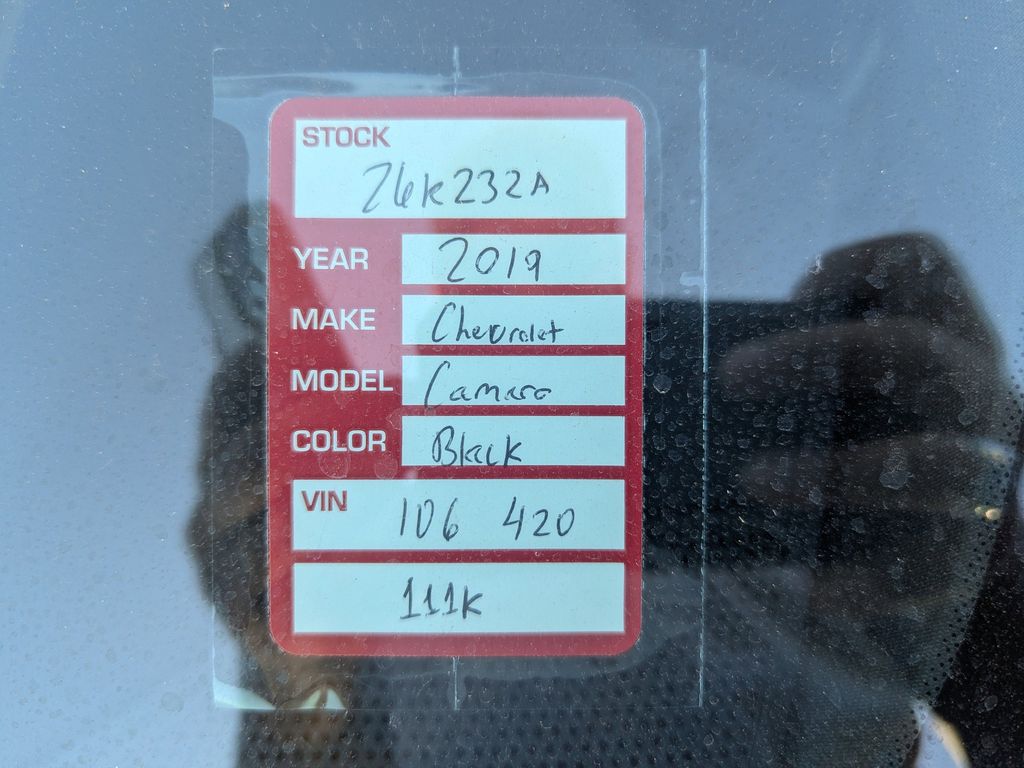 STOCK
26K232A
YEAR 2019
MAKE Chevrolet
MODEL Camaro
COLOR Black
VIN 106 420
111K